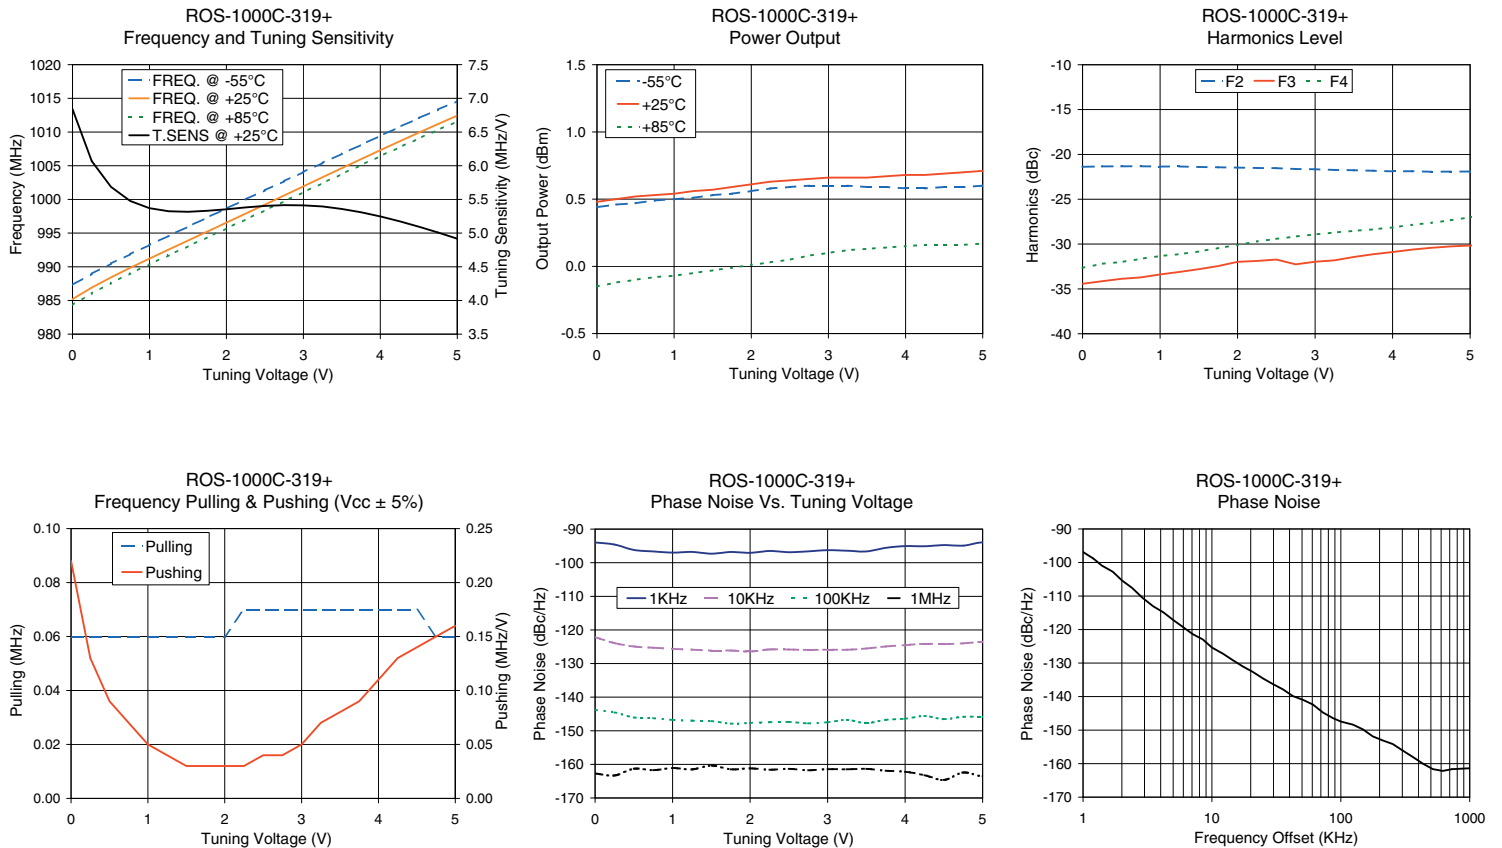 ROS-1000C-319+
Frequency and Tuning Sensitivity
1020
1015
1010
1005
1000
995
990
985
980
7.5
7.0
6.5
6.0
5.5
5.0
4.5
4.0
3.5
0 1 2 3 4 5
Frequency (MHz)
Tuning Sensitivity (MHz/V)
Tuning Voltage (V)
FREQ. @ -55°C
FREQ. @ +25°C
FREQ. @ +85°C
T.SENS @ +25°C
ROS-1000C-319+
Power Output
1.5
1.0
0.5
0.0
-0.5
0 1 2 3 4 5
Output Power (dBm)
Tuning Voltage (V)
-55°C
+25°C
+85°C
ROS-1000C-319+
Harmonics Level
-10
-15
-20
-25
-30
-35
-40
0 1 2 3 4 5
Harmonics (dBc)
Tuning Voltage (V)
F2 F3 F4
ROS-1000C-319+
Frequency Pulling & Pushing (Vcc ± 5%)
0.10
0.08
0.06
0.04
0.02
0.00
0.25
0.20
0.15
0.10
0.05
0.00
0 1 2 3 4 5
Pulling (MHz)
Pushing (MHz/V)
Tuning Voltage (V)
Pulling
Pushing
ROS-1000C-319+
Phase Noise Vs. Tuning Voltage
-90
-100
-110
-120
-130
-140
-150
-160
-170
0 1 2 3 4 5
Phase Noise (dBc/Hz)
Tuning Voltage (V)
1KHz 10KHz 100KHz 1MHz
ROS-1000C-319+
Phase Noise
-90
-100
-110
-120
-130
-140
-150
-160
-170
1 10 100 1000
Phase Noise (dBc/Hz)
Frequency Offset (KHz)